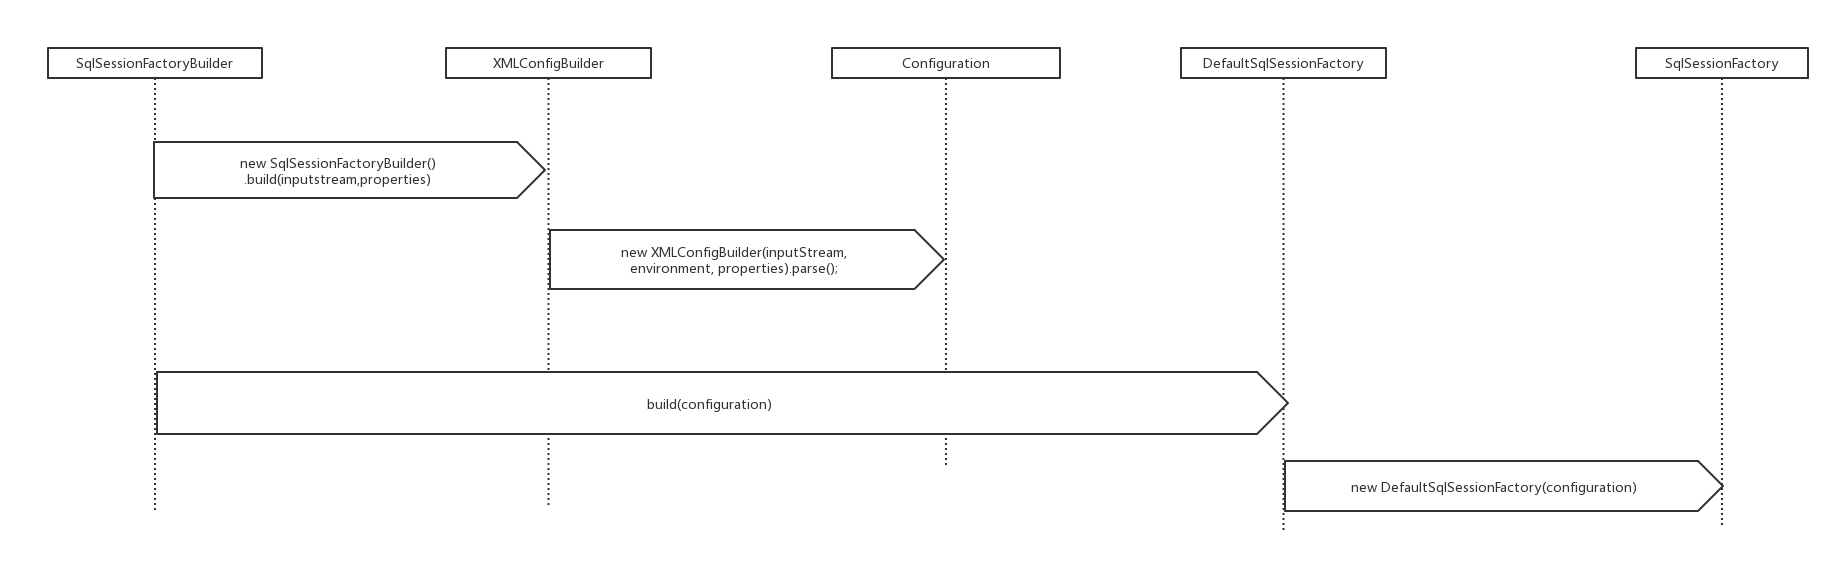 SqlSessionFactoryBuilder
XMLConfigBuilder
Configuration
DefaultSqlSessionFactory
SqlSessionFactory
new SqlSessionFactoryBuilder()
.build(inputstream,properties)
new XMLConfigBuilder(inputStream,
environment, properties).parse();
build(configuration)
new DefaultSqlSessionFactory(configuration)